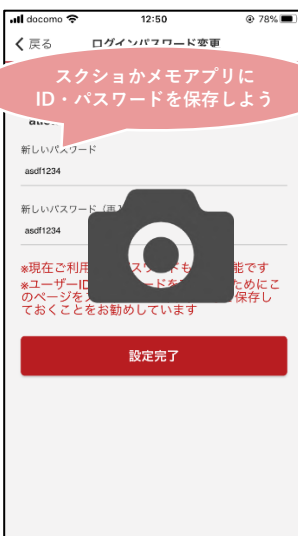 docomo 12:50 78%
戻る ログインパスワード変更
スクショかメモアプリに
ID・パスワードを保存しよう
新しいパスワード
asdf1234
新しいパスワード（再
asdf1234
※現在ご利用 スワードも 能です
※ユーザーID ードを ためにこ
のページを 保存し
ておくことをお勧めしています
設定完了